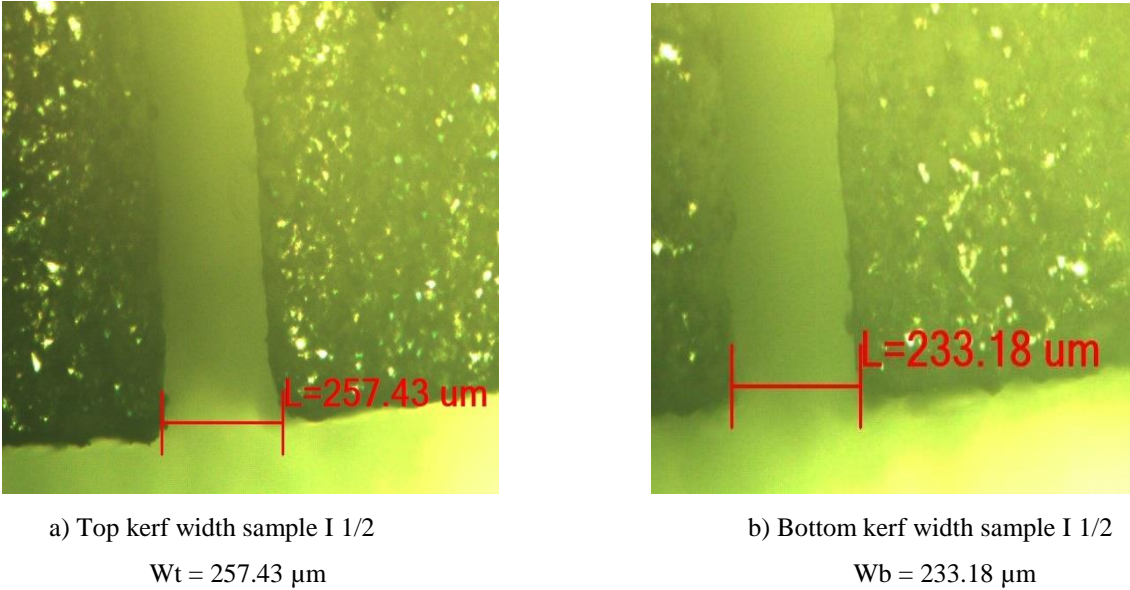 L=257.43 um
L=233.18 um
a) Top kerf width sample I 1/2
b) Bottom kerf width sample I 1/2
Wt = 257.43 µm
Wb = 233.18 µm